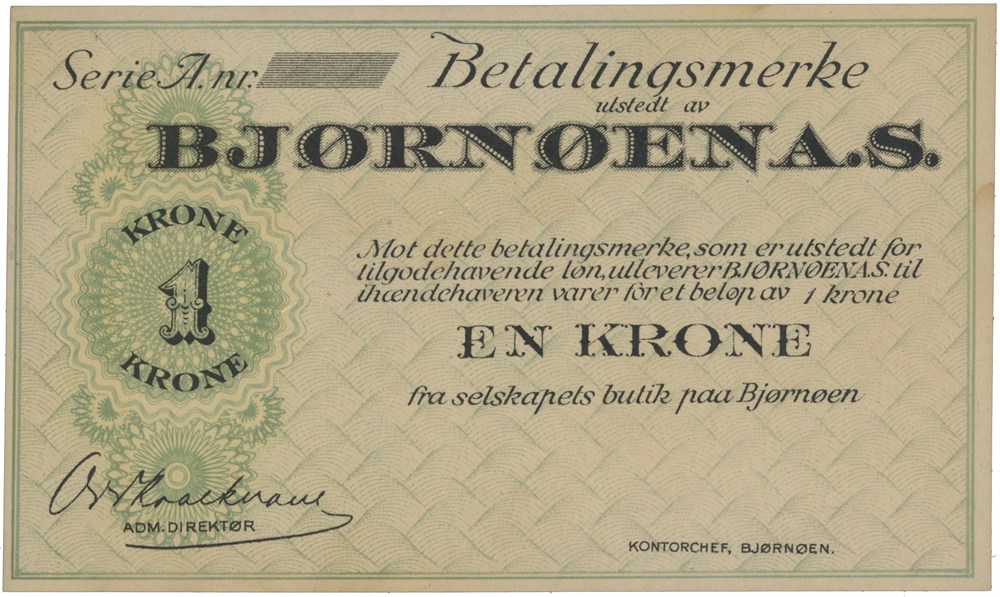 Serie A. nr.
Betalingsmerke
utstedt av
BJØRNØEN A.S.
KRONE
1
KRONE
Mot dette betalingsmerke, som er utstedt for
tilgodehavende løn, utleverer BJØRNØEN A.S. til
ihændehaveren varer for et beløp av 1 krone
EN KRONE
fra selskapets butik paa Bjørnøen
ADM. DIREKTØR
KONTORCHEF, BJØRNØEN.